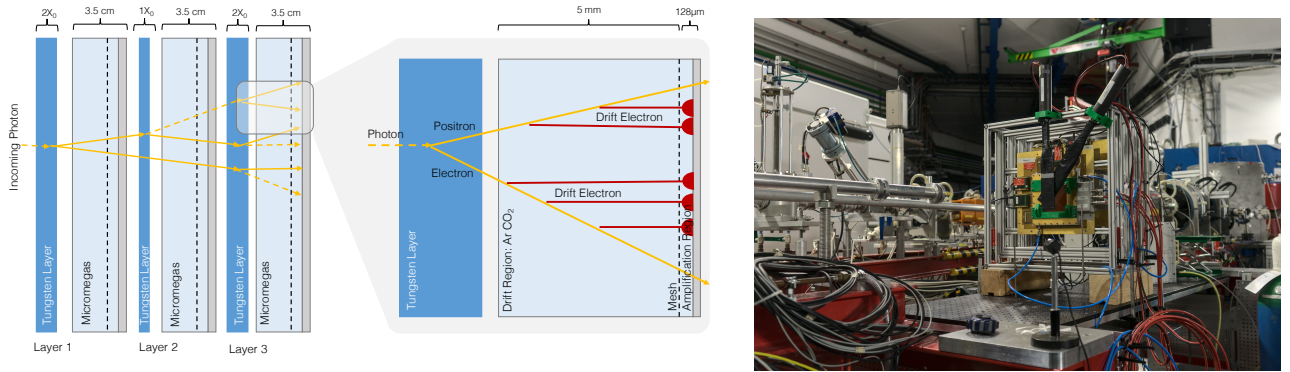 2X₀
3.5 cm
1X₀
3.5 cm
2X₀
3.5 cm
5 mm
128μm
Incoming Photon
Tungsten Layer
Micromegas
Tungsten Layer
Micromegas
Tungsten Layer
Micromegas
Layer 1
Layer 2
Layer 3
Photon
Positron
Electron
Drift Electron
Drift Electron
Tungsten Layer
Drift Region: Ar CO₂
Mesh
Amplification Region